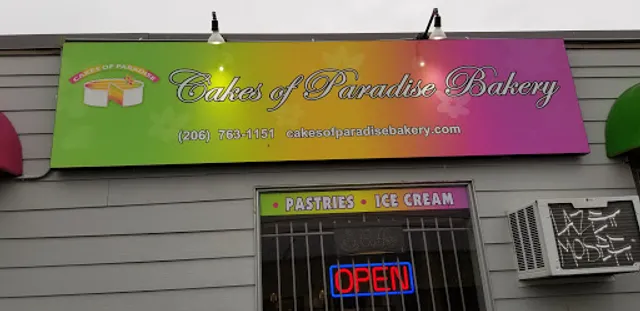 CAKES OF PARADISE
Cakes of Paradise Bakery
(206) 763-1151 cakesofparadisebakery.com
• PASTRIES • ICE CREAM
OPEN